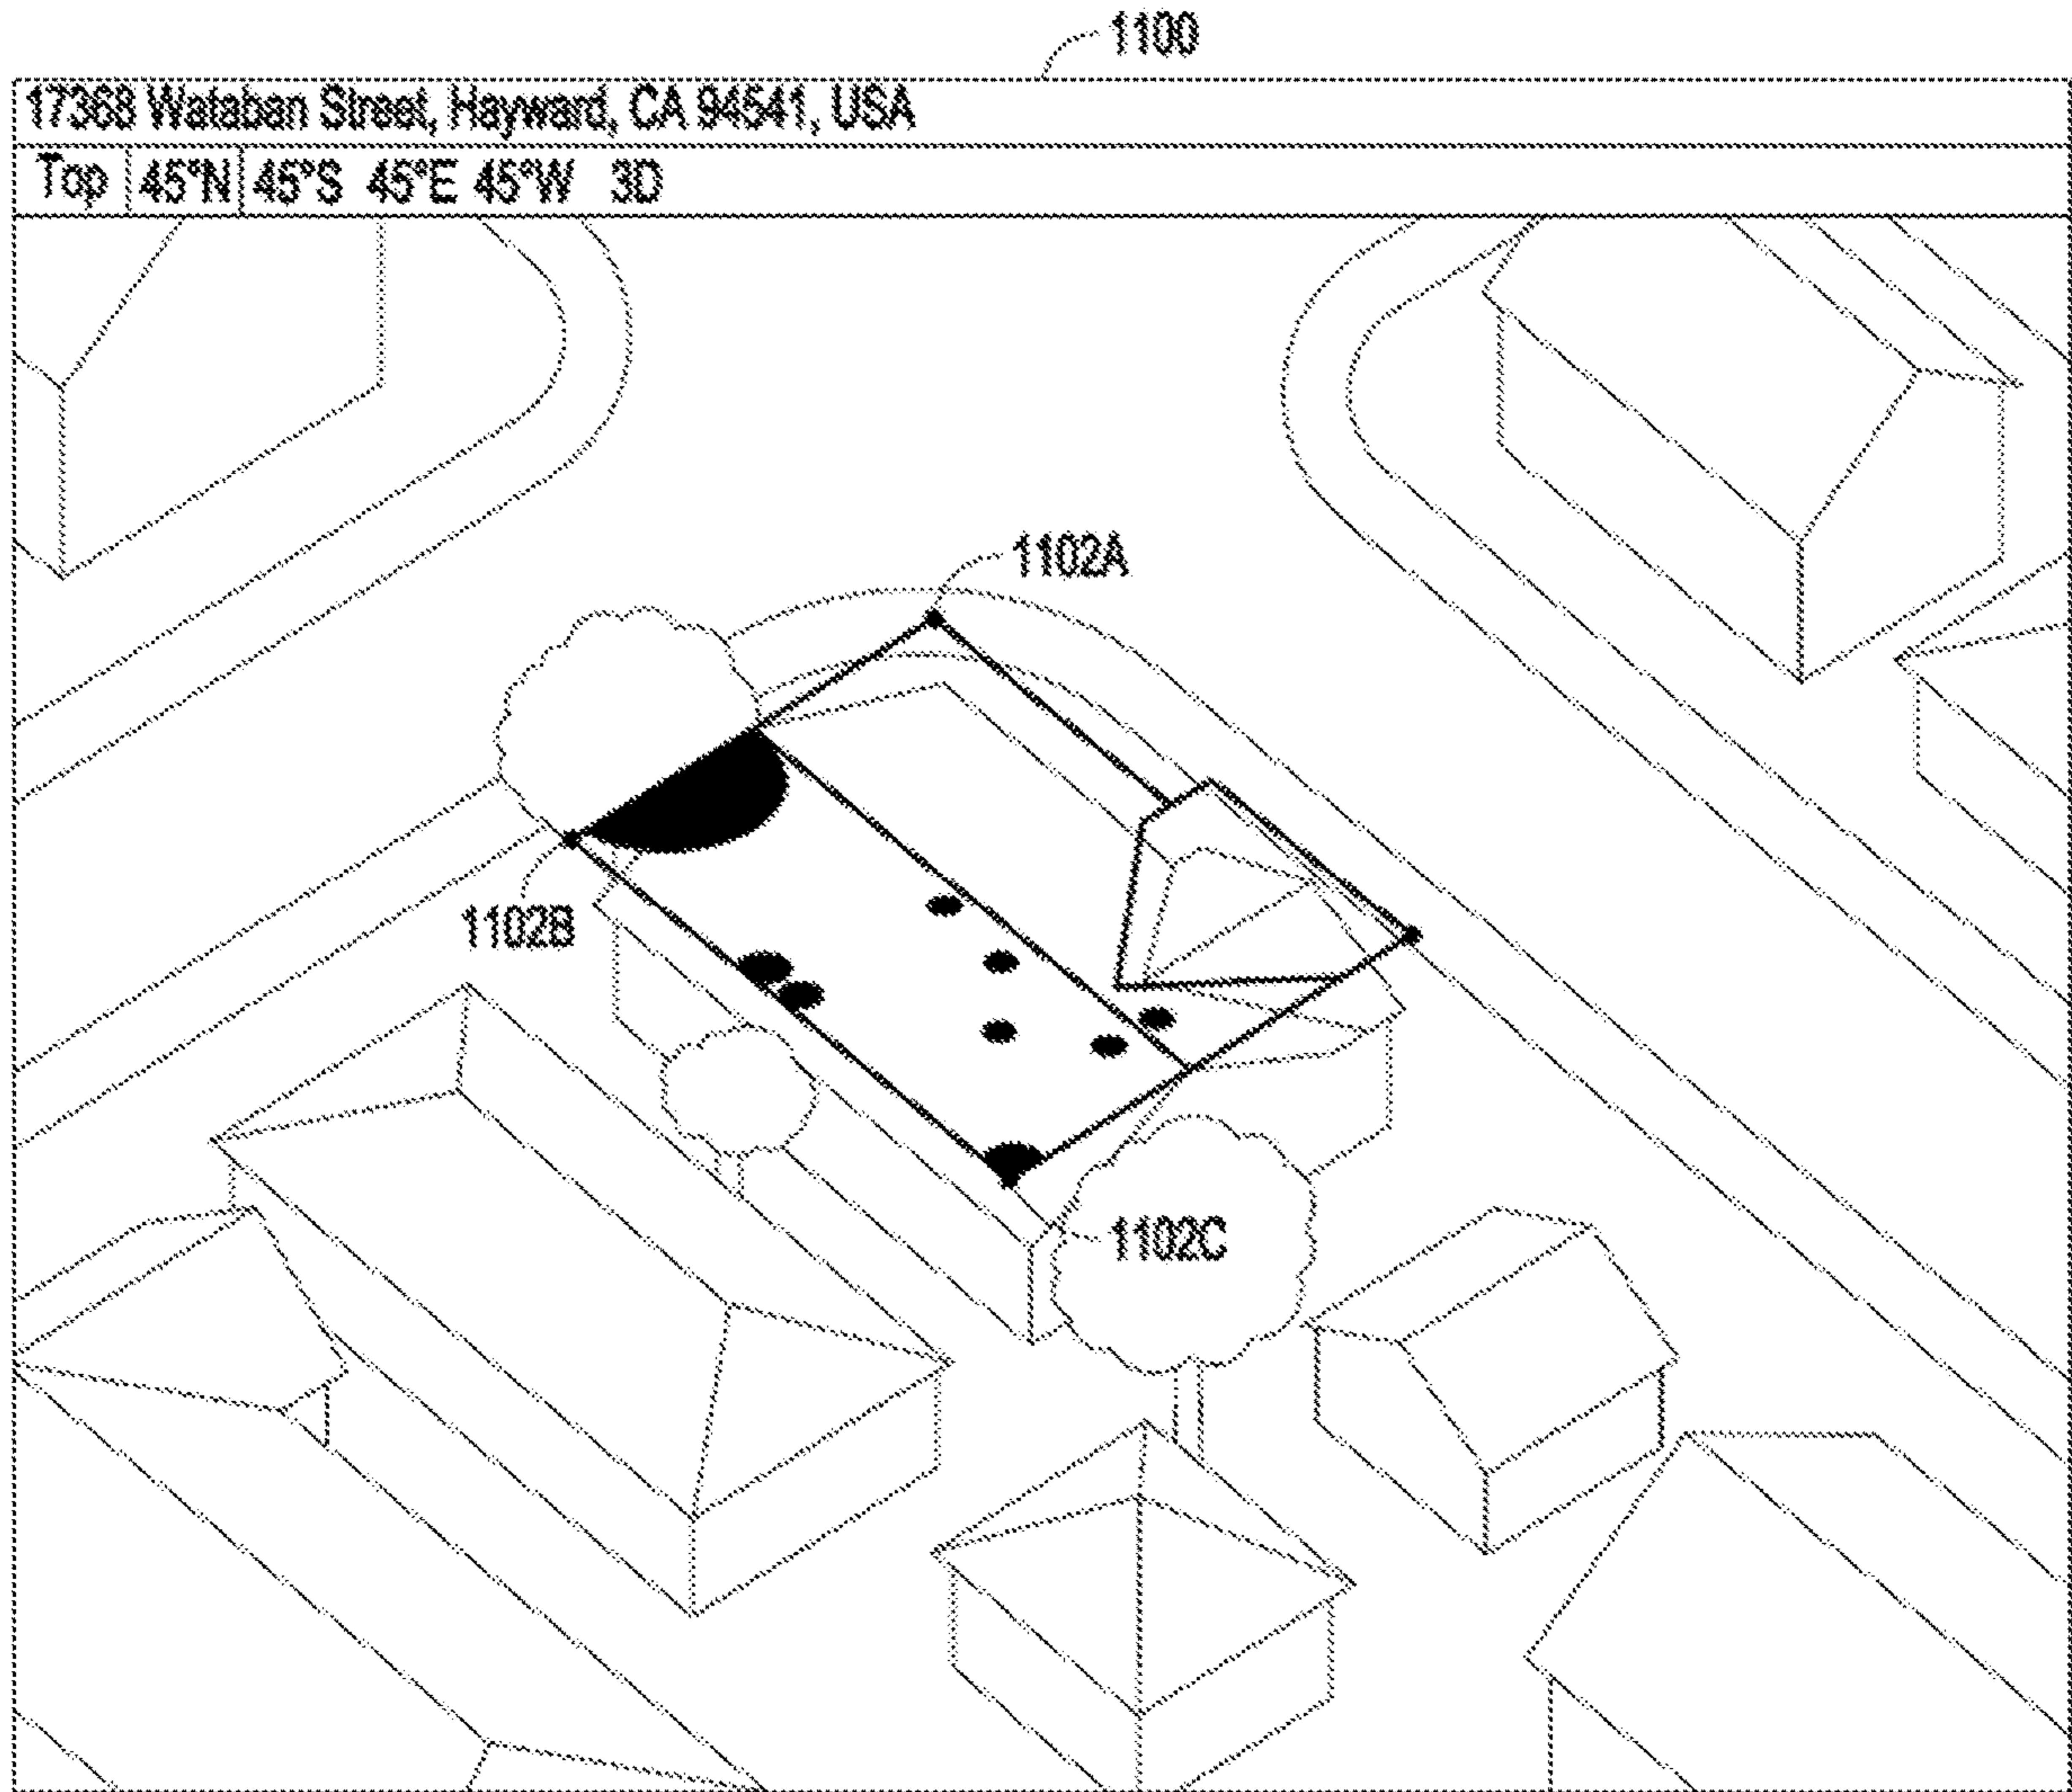 1100
17368 Wataban Street, Hayward, CA 94541, USA
Top 45°N 45°S 45°E 45°W 3D
1102A
1102B
1102C